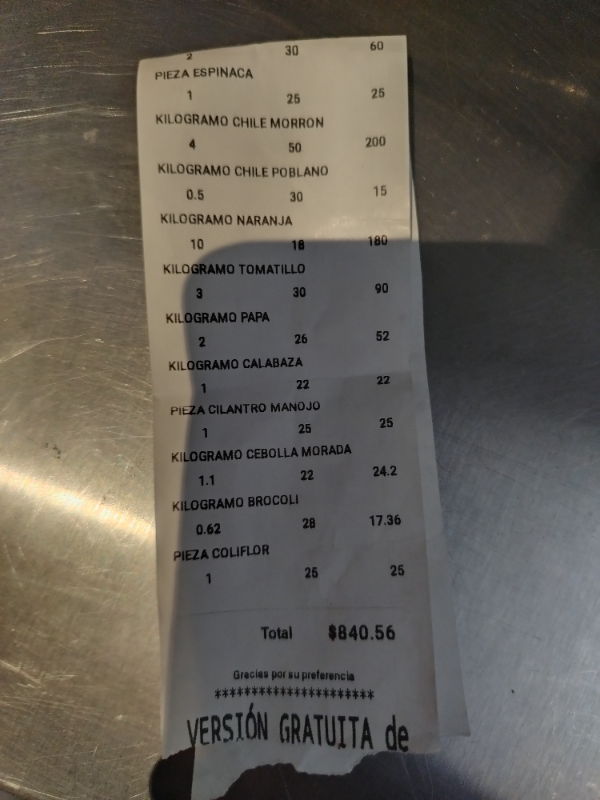 2 30 60
PIEZA ESPINACA
1 25 25
KILOGRAMO CHILE MORRON
4 50 200
KILOGRAMO CHILE POBLANO
0.5 30 15
KILOGRAMO NARANJA
10 18 180
KILOGRAMO TOMATILLO
3 30 90
KILOGRAMO PAPA
2 26 52
KILOGRAMO CALABAZA
1 22 22
PIEZA CILANTRO MANOJO
1 25 25
KILOGRAMO CEBOLLA MORADA
1.1 22 24.2
KILOGRAMO BROCOLI
0.62 28 17.36
PIEZA COLIFLOR
1 25 25
Total $840.56
Gracias por su preferencia
**********************
VERSIÓN GRATUITA de